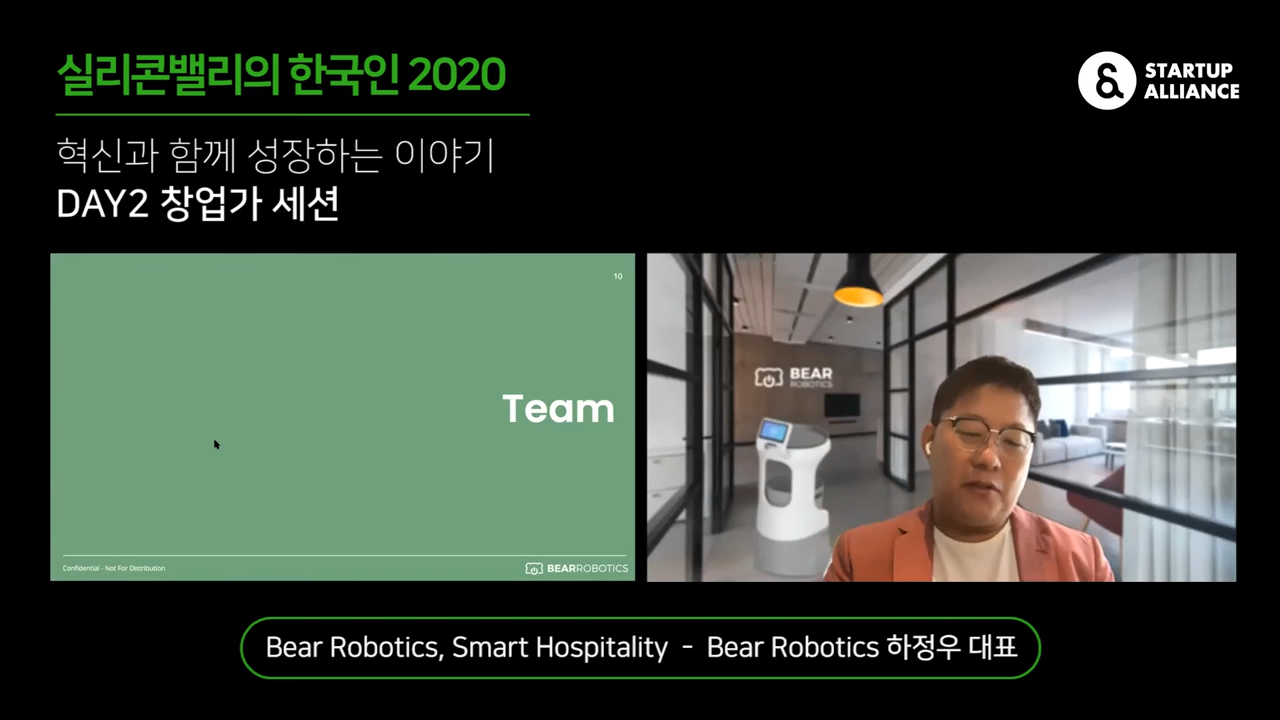 실리콘밸리의 한국인 2020
STARTUP
ALLIANCE
혁신과 함께 성장하는 이야기
DAY2 창업가 세션
10
Team
Confidential - Not For Distribution
BEARROBOTICS
BEAR
ROBOTICS
Bear Robotics, Smart Hospitality - Bear Robotics 하정우 대표